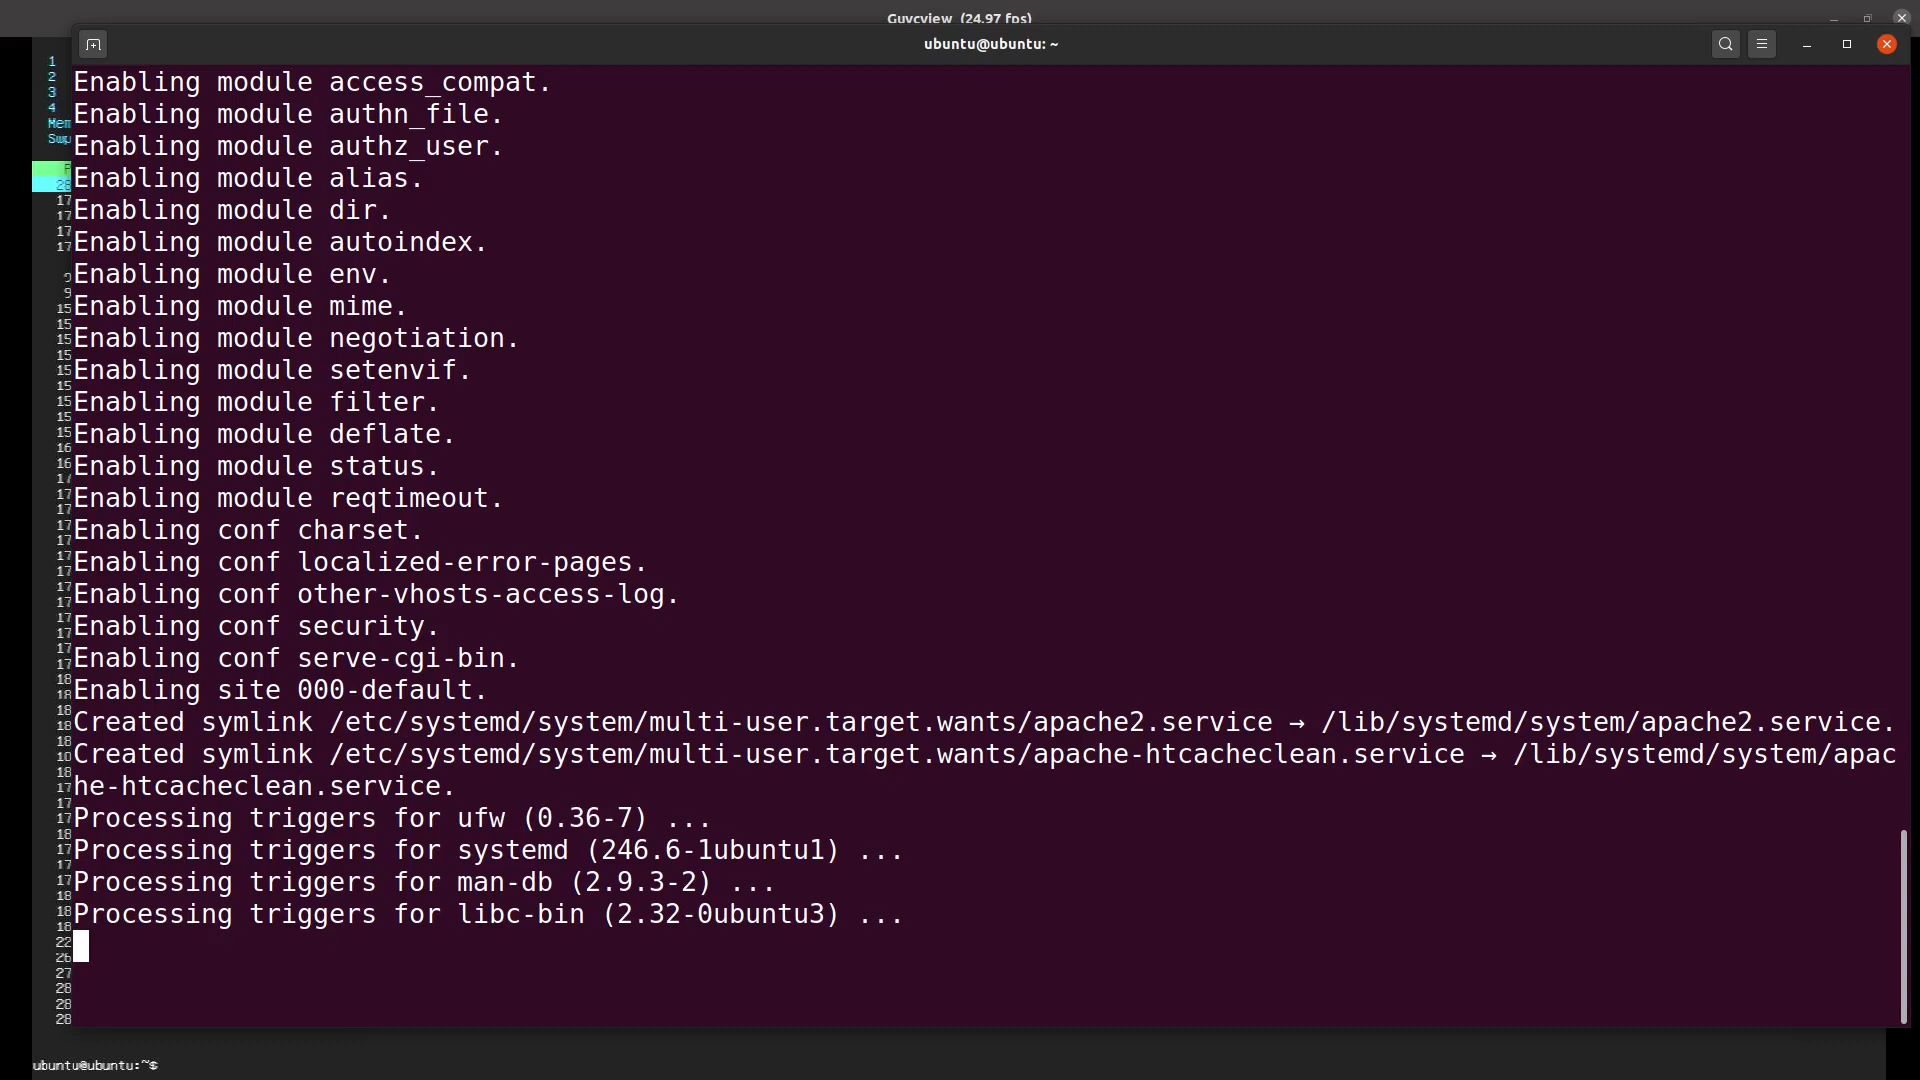 Guvcview (24.97 fps)
ubuntu@ubuntu: ~
1
2
3
4
Mem
Swp
Enabling module access_compat.
Enabling module authn_file.
Enabling module authz_user.
Enabling module alias.
Enabling module dir.
Enabling module autoindex.
Enabling module env.
Enabling module mime.
Enabling module negotiation.
Enabling module setenvif.
Enabling module filter.
Enabling module deflate.
Enabling module status.
Enabling module reqtimeout.
Enabling conf charset.
Enabling conf localized-error-pages.
Enabling conf other-vhosts-access-log.
Enabling conf security.
Enabling conf serve-cgi-bin.
Enabling site 000-default.
Created symlink /etc/systemd/system/multi-user.target.wants/apache2.service → /lib/systemd/system/apache2.service.
Created symlink /etc/systemd/system/multi-user.target.wants/apache-htcacheclean.service → /lib/systemd/system/apac
he-htcacheclean.service.
Processing triggers for ufw (0.36-7) ...
Processing triggers for systemd (246.6-1ubuntu1) ...
Processing triggers for man-db (2.9.3-2) ...
Processing triggers for libc-bin (2.32-0ubuntu3) ...
ubuntu@ubuntu:~$